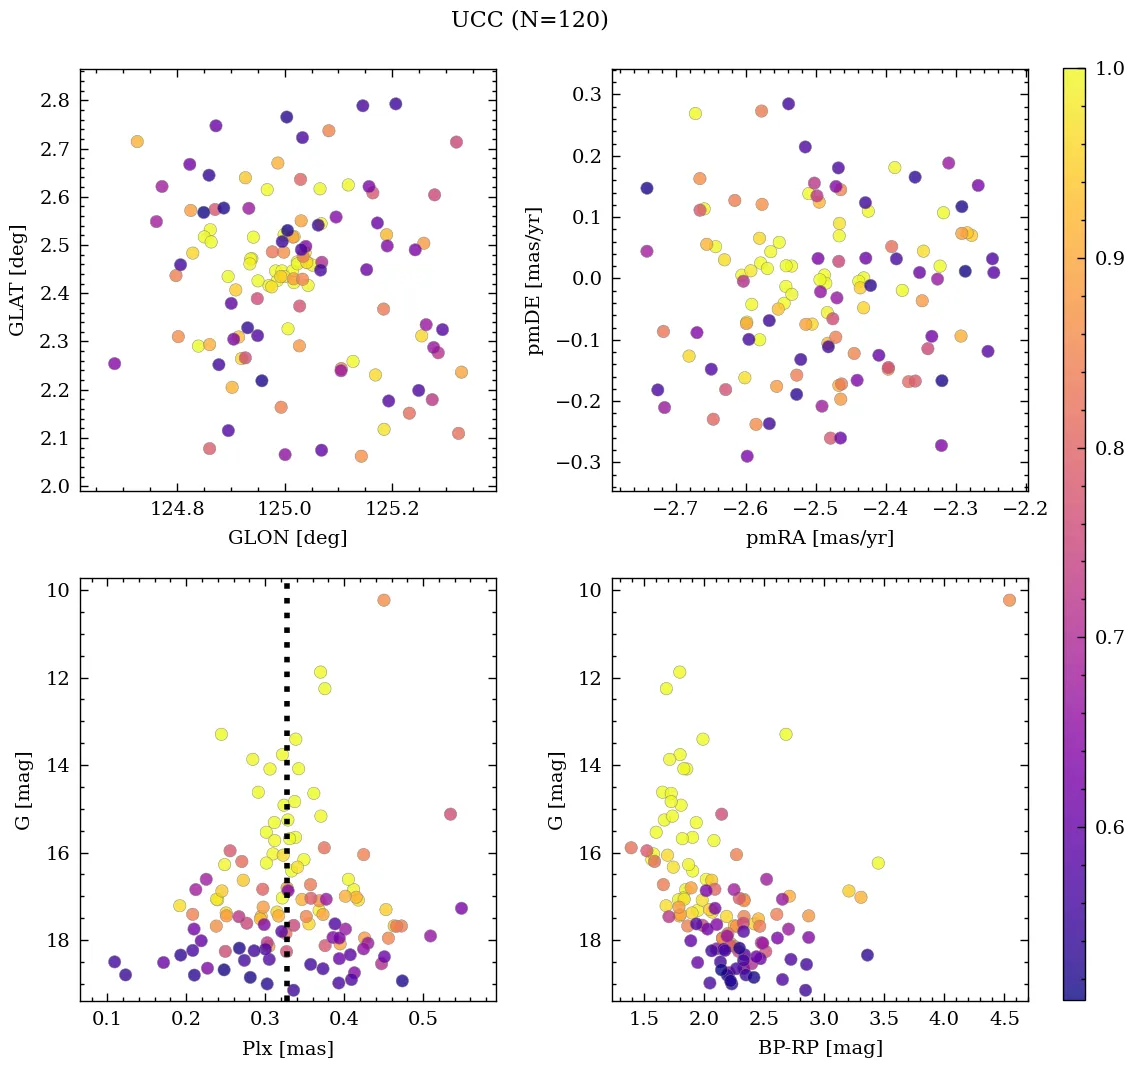 UCC (N=120)
2.8
2.7
2.6
2.5
2.4
2.3
2.2
2.1
2.0
GLAT [deg]
124.8 125.0 125.2
GLON [deg]
0.3
0.2
0.1
0.0
−0.1
−0.2
−0.3
pmDE [mas/yr]
−2.7 −2.6 −2.5 −2.4 −2.3 −2.2
pmRA [mas/yr]
10
12
14
16
18
G [mag]
0.1 0.2 0.3 0.4 0.5
Plx [mas]
10
12
14
16
18
G [mag]
1.5 2.0 2.5 3.0 3.5 4.0 4.5
BP-RP [mag]
1.0
0.9
0.8
0.7
0.6